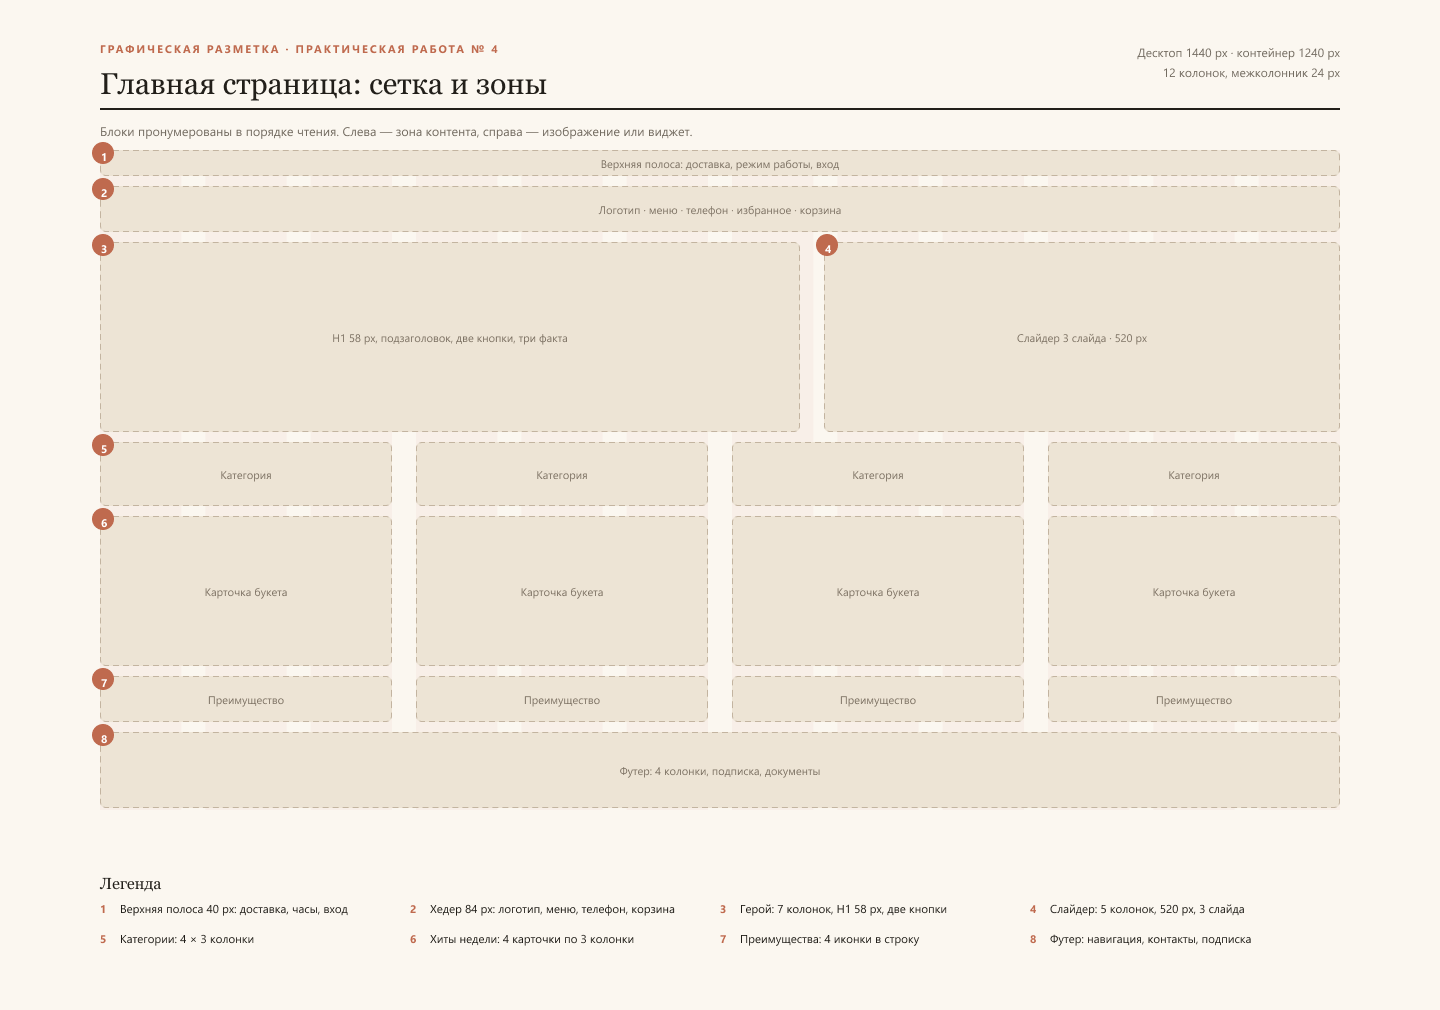 ГРАФИЧЕСКАЯ РАЗМЕТКА · ПРАКТИЧЕСКАЯ РАБОТА № 4
Главная страница: сетка и зоны
Десктоп 1440 px · контейнер 1240 px
12 колонок, межколонник 24 px
Блоки пронумерованы в порядке чтения. Слева — зона контента, справа — изображение или виджет.
1
Верхняя полоса: доставка, режим работы, вход
2
Логотип · меню · телефон · избранное · корзина
3
H1 58 px, подзаголовок, две кнопки, три факта
4
Слайдер 3 слайда · 520 px
5
Категория
Категория
Категория
Категория
6
Карточка букета
Карточка букета
Карточка букета
Карточка букета
7
Преимущество
Преимущество
Преимущество
Преимущество
8
Футер: 4 колонки, подписка, документы
Легенда
1 Верхняя полоса 40 px: доставка, часы, вход
2 Хедер 84 px: логотип, меню, телефон, корзина
3 Герой: 7 колонок, H1 58 px, две кнопки
4 Слайдер: 5 колонок, 520 px, 3 слайда
5 Категории: 4 × 3 колонки
6 Хиты недели: 4 карточки по 3 колонки
7 Преимущества: 4 иконки в строку
8 Футер: навигация, контакты, подписка